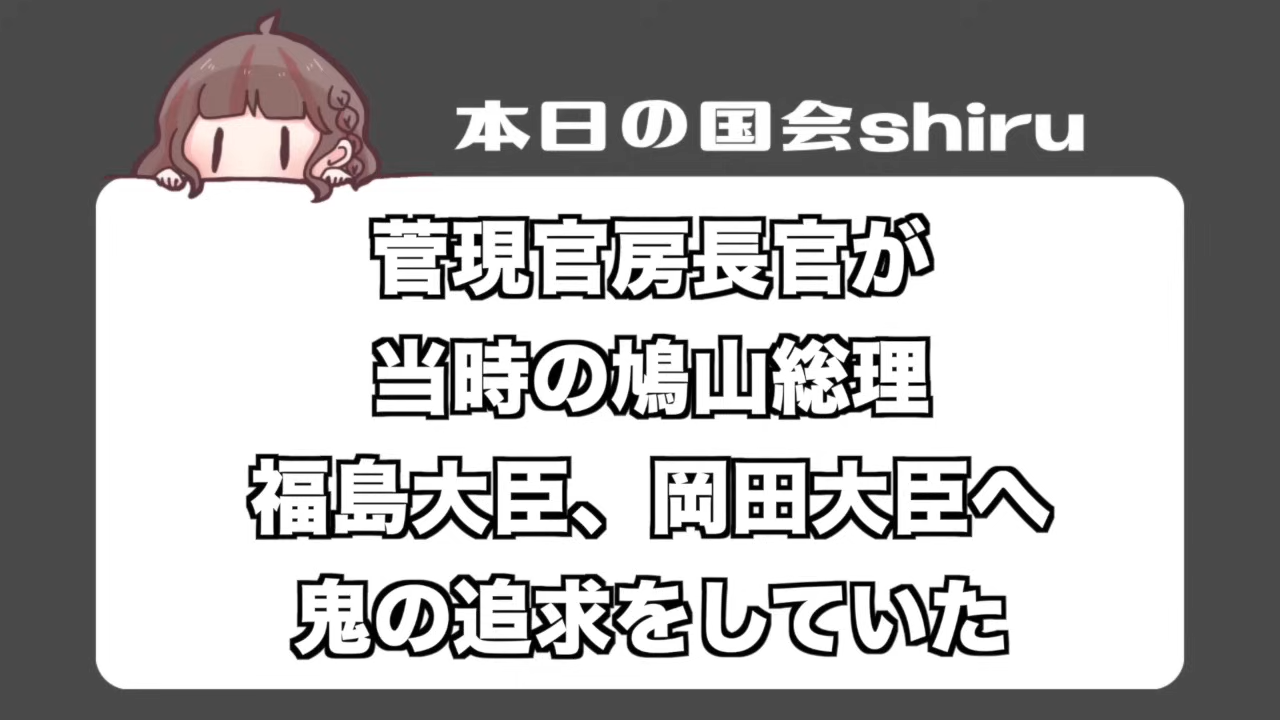 本日の国会shiru
菅現官房長官が
当時の鳩山総理
福島大臣、岡田大臣へ
鬼の追求をしていた